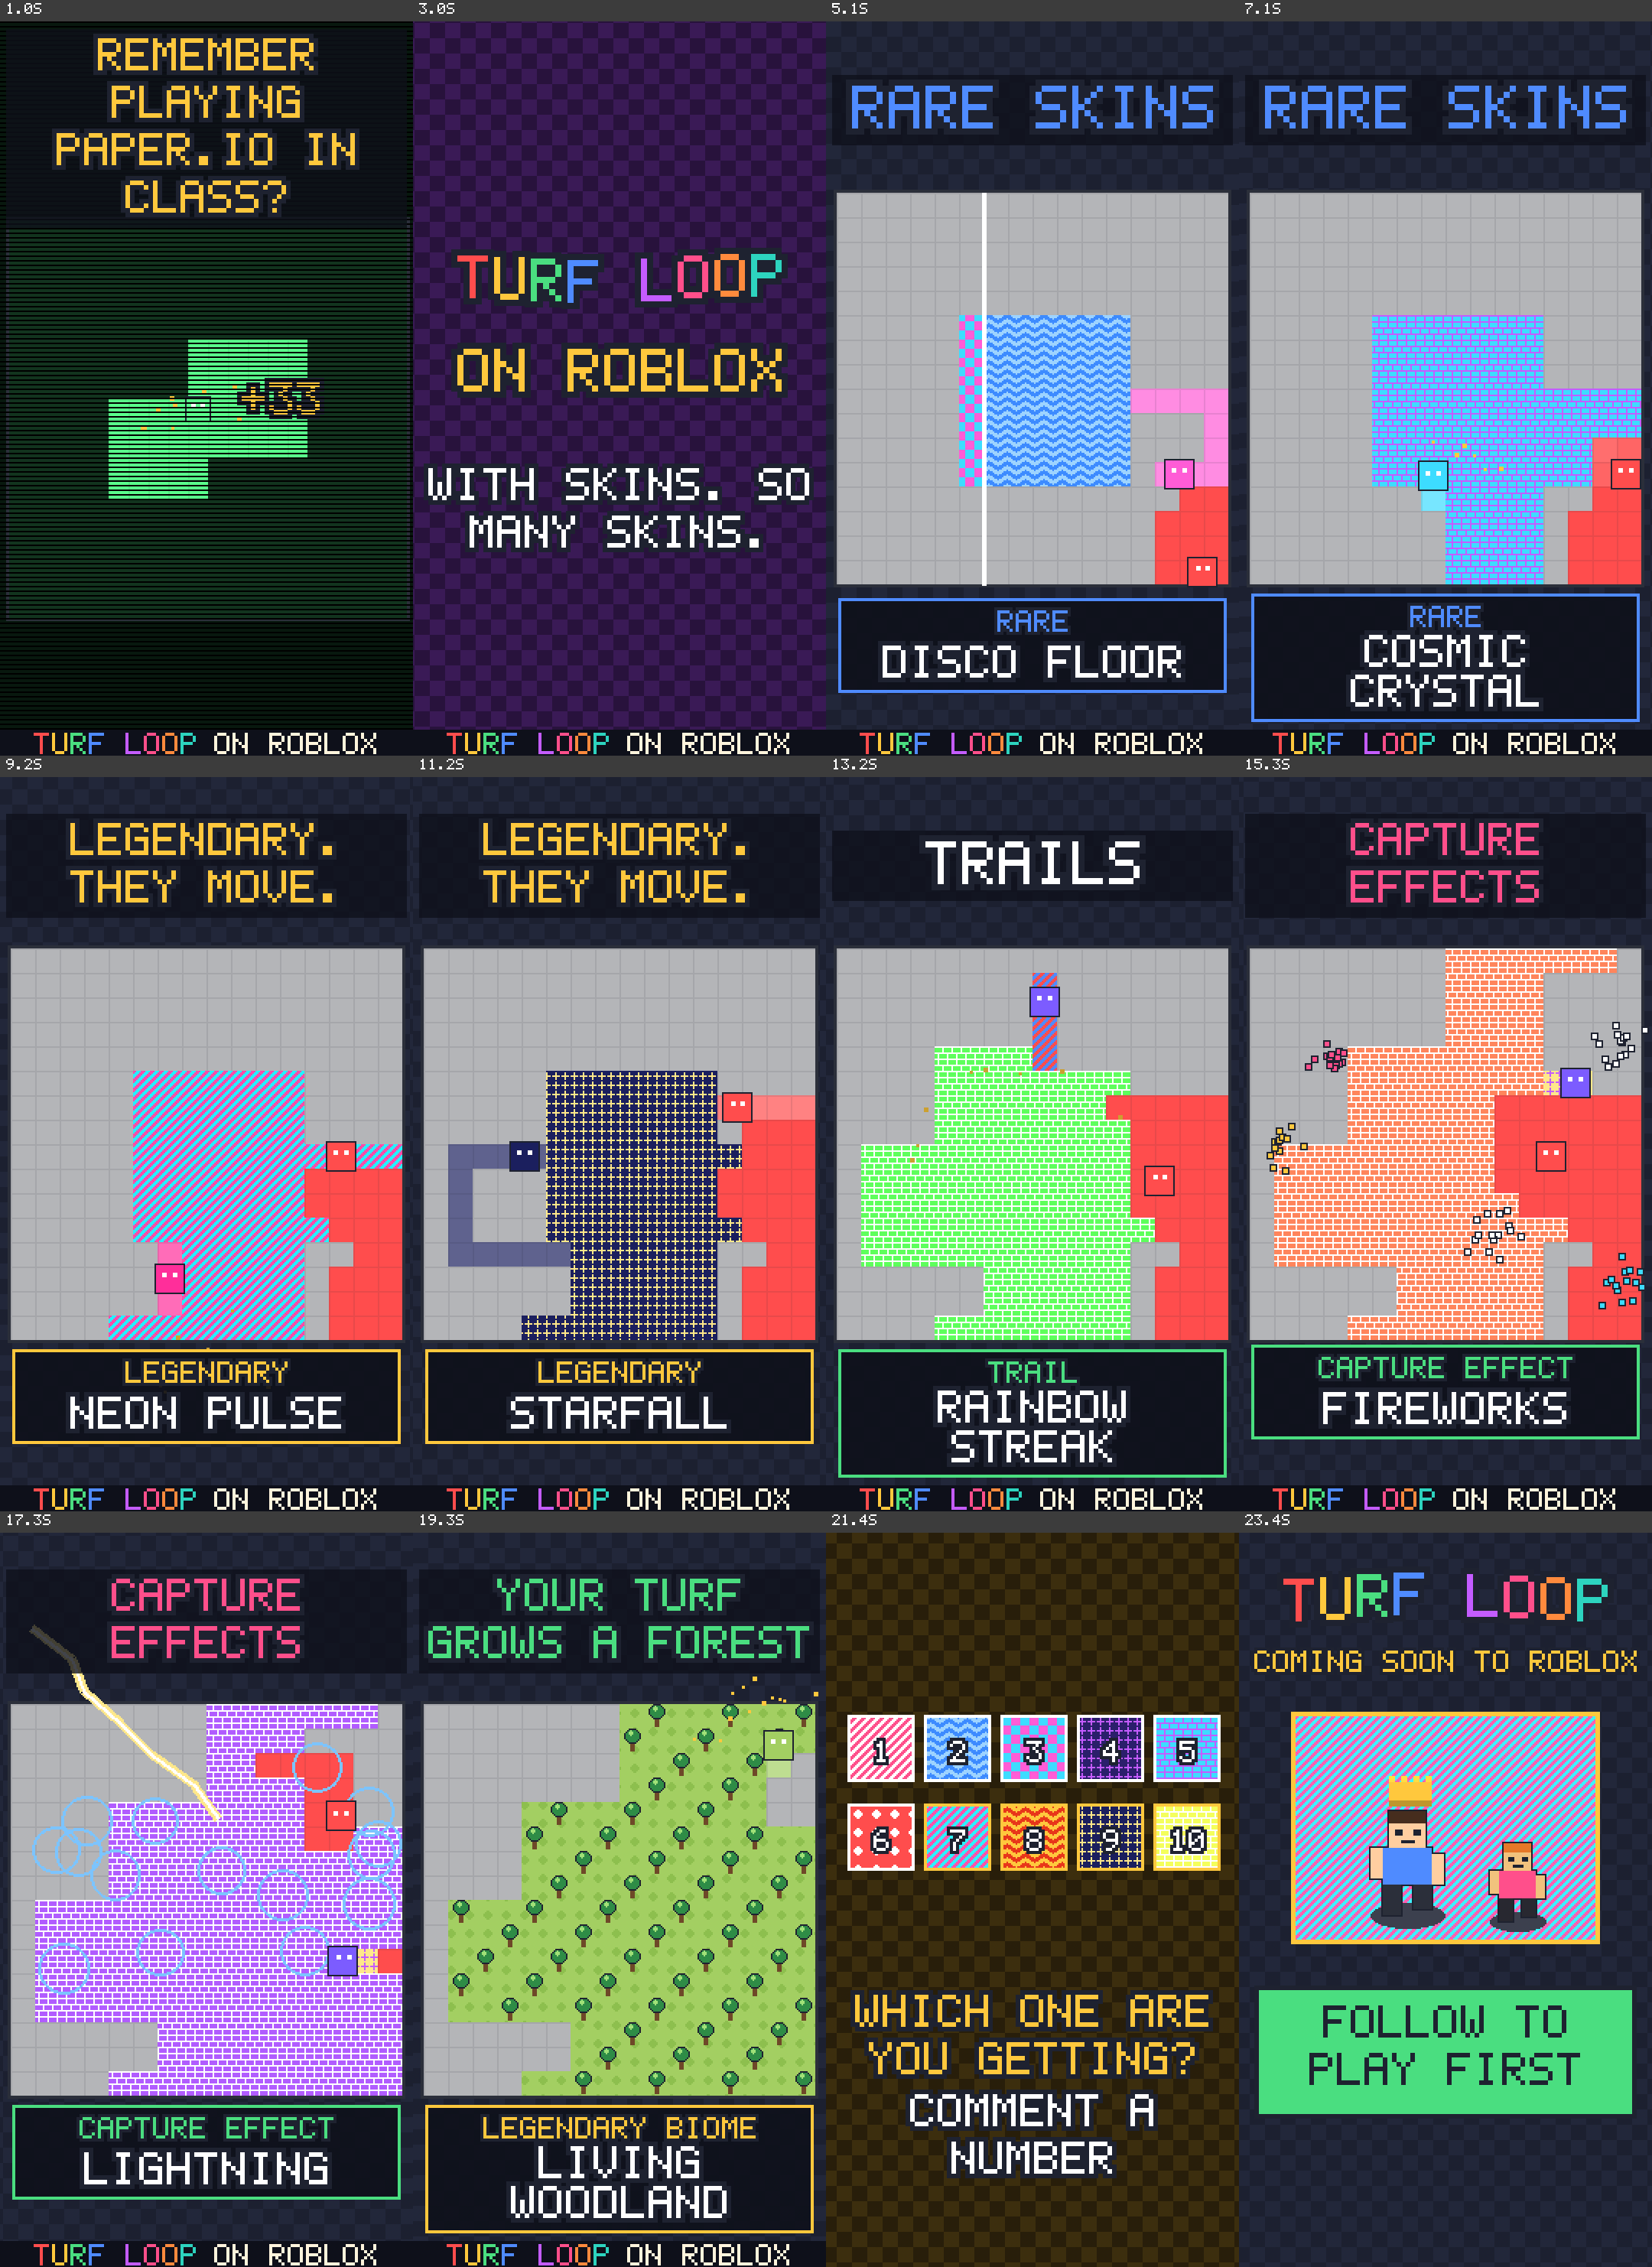 1.0S
REMEMBER
PLAYING
PAPER.IO IN
CLASS?
+33
TURF LOOP ON ROBLOX
3.0S
TURF LOOP
ON ROBLOX
WITH SKINS. SO
MANY SKINS.
TURF LOOP ON ROBLOX
5.1S
RARE SKINS
RARE
DISCO FLOOR
TURF LOOP ON ROBLOX
7.1S
RARE SKINS
RARE
COSMIC
CRYSTAL
TURF LOOP ON ROBLOX
9.2S
LEGENDARY.
THEY MOVE.
LEGENDARY
NEON PULSE
TURF LOOP ON ROBLOX
11.2S
LEGENDARY.
THEY MOVE.
LEGENDARY
STARFALL
TURF LOOP ON ROBLOX
13.2S
TRAILS
TRAIL
RAINBOW
STREAK
TURF LOOP ON ROBLOX
15.3S
CAPTURE
EFFECTS
CAPTURE EFFECT
FIREWORKS
TURF LOOP ON ROBLOX
17.3S
CAPTURE
EFFECTS
CAPTURE EFFECT
LIGHTNING
TURF LOOP ON ROBLOX
19.3S
YOUR TURF
GROWS A FOREST
LEGENDARY BIOME
LIVING
WOODLAND
TURF LOOP ON ROBLOX
21.4S
1 2 3 4 5
6 7 8 9 10
WHICH ONE ARE
YOU GETTING?
COMMENT A
NUMBER
23.4S
TURF LOOP
COMING SOON TO ROBLOX
FOLLOW TO
PLAY FIRST